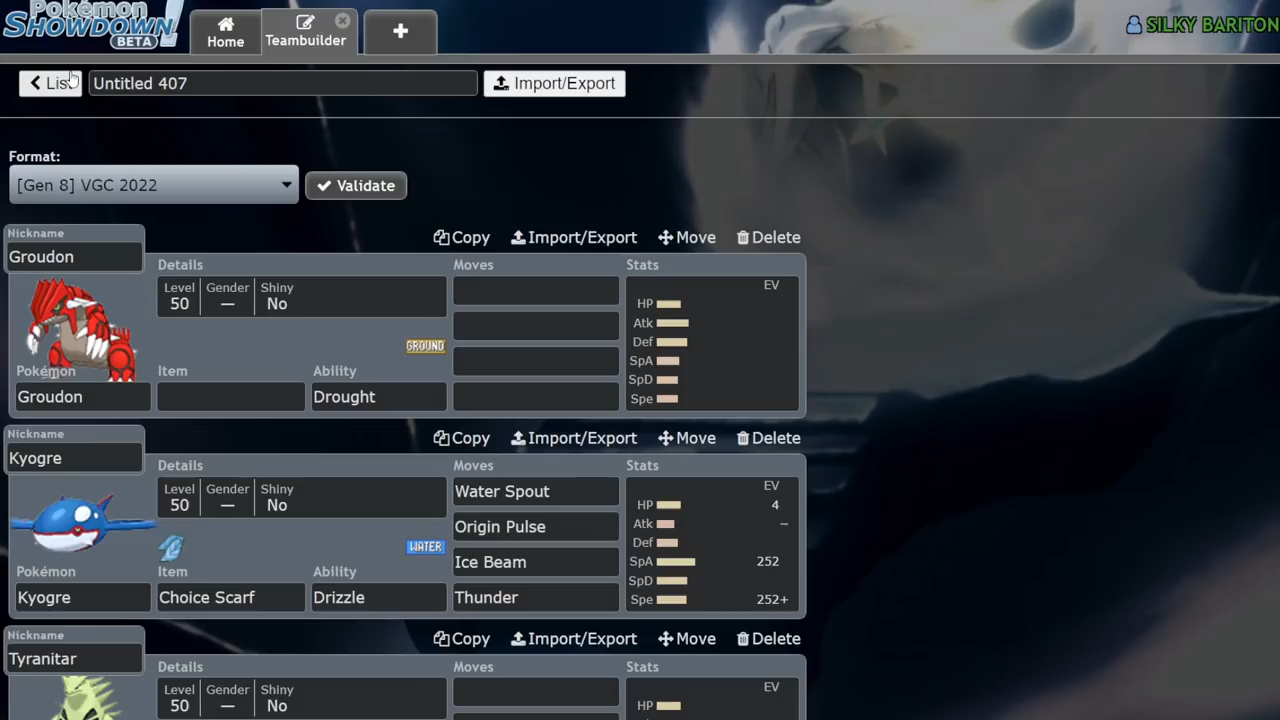 Pokémon
SHOWDOWN!
BETA
Home
Teambuilder
SILKY BARITON
List
Untitled 407
Import/Export
Format:
[Gen 8] VGC 2022
Validate
Nickname
Groudon
Copy Import/Export Move Delete
Details Moves Stats
Level Gender Shiny
50 — No
EV
HP
Atk
Def
SpA
SpD
Spe
GROUND
Pokémon Item Ability
Groudon Drought
Nickname
Kyogre
Copy Import/Export Move Delete
Details Moves Stats
Level Gender Shiny
50 — No
Water Spout
Origin Pulse
Ice Beam
Thunder
EV
HP 4
Atk –
Def
SpA 252
SpD
Spe 252+
WATER
Pokémon Item Ability
Kyogre Choice Scarf Drizzle
Nickname
Tyranitar
Copy Import/Export Move Delete
Details Moves Stats
Level Gender Shiny
50 — No
EV
HP